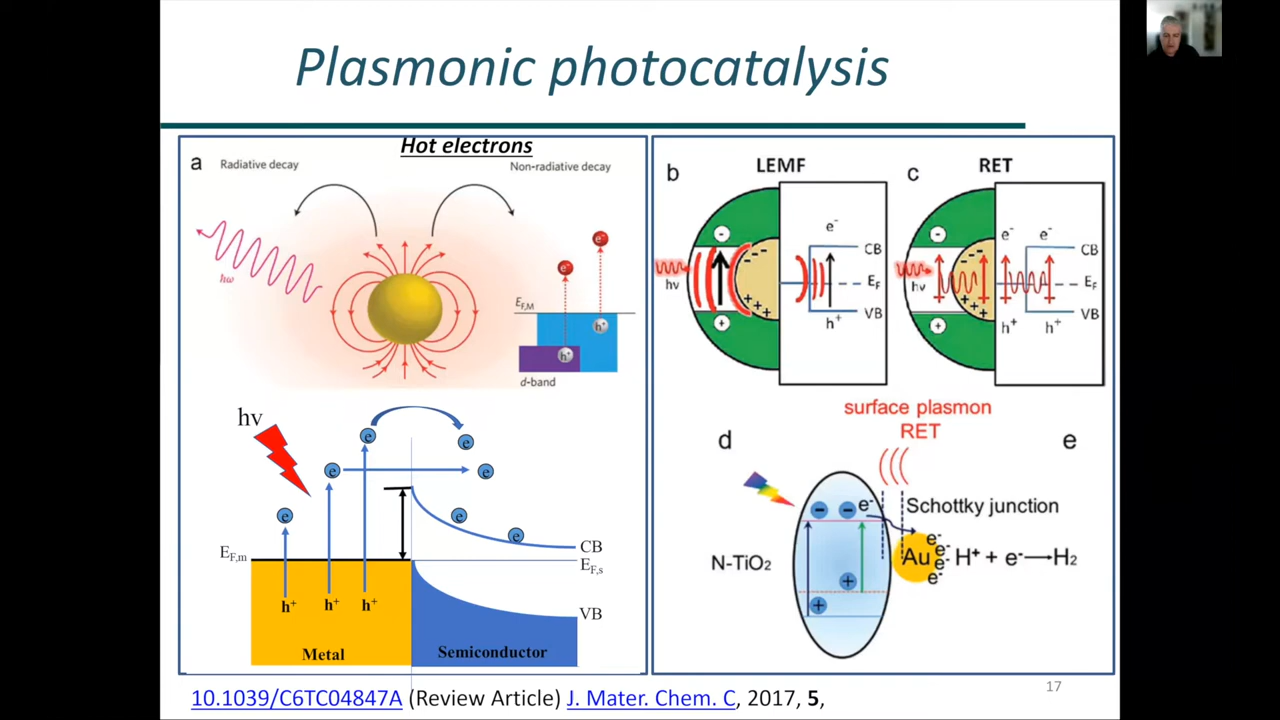 Plasmonic photocatalysis
Hot electrons
a
Radiative decay
Non-radiative decay
ħω
e⁻
e⁻
E_F,M
h⁺
h⁺
d-band
hv
e
e
e
e
e
e
e
E_F,m
CB
E_F,s
VB
h⁺ h⁺ h⁺
Metal
Semiconductor
b
LEMF
-
hv
+
e⁻
CB
E_F
VB
h⁺
c
RET
-
hv
+
e⁻ e⁻
CB
E_F
VB
h⁺ h⁺
surface plasmon
RET
d
e
e⁻
Schottky junction
N-TiO₂
e⁻
e⁻
Au e⁻ H⁺ + e⁻ → H₂
e⁻
17
10.1039/C6TC04847A (Review Article) J. Mater. Chem. C, 2017, 5,